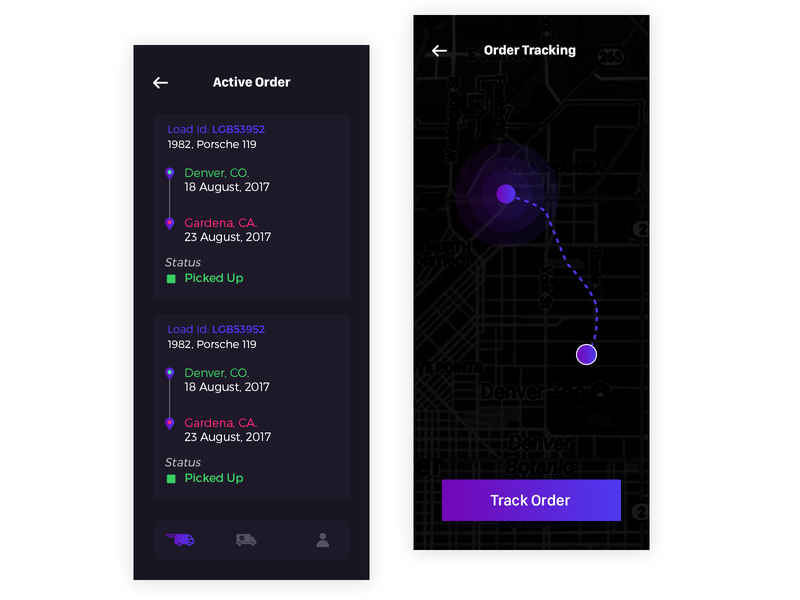 Active Order
Load Id: LGB53952
1982, Porsche 119
Denver, CO.
18 August, 2017
Gardena, CA.
23 August, 2017
Status
Picked Up
Load Id: LGB53952
1982, Porsche 119
Denver, CO.
18 August, 2017
Gardena, CA.
23 August, 2017
Status
Picked Up
Order Tracking
265
Denver Zoo
Denver
Botanic
Track Order